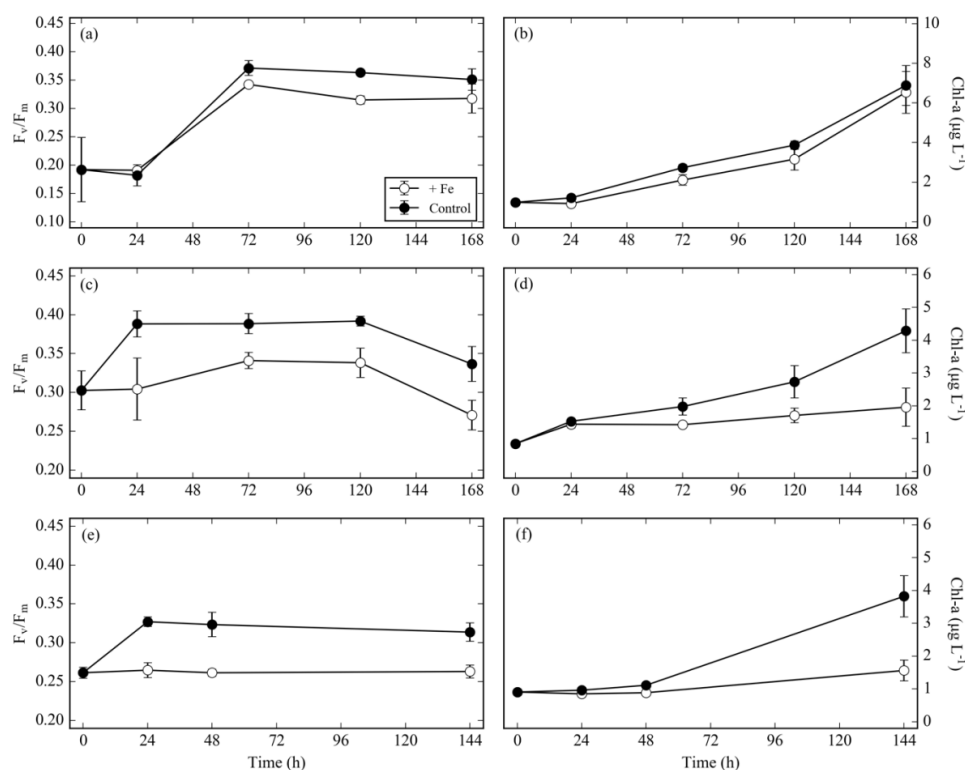 (a)
0.45
0.40
0.35
0.30
0.25
0.20
0.15
0.10
Fv/Fm
0 24 48 72 96 120 144 168
+ Fe
Control
(b)
10
8
6
4
2
0
Chl-a (µg L⁻¹)
0 24 48 72 96 120 144 168
(c)
0.45
0.40
0.35
0.30
0.25
0.20
Fv/Fm
0 24 48 72 96 120 144 168
(d)
6
5
4
3
2
1
0
Chl-a (µg L⁻¹)
0 24 48 72 96 120 144 168
(e)
0.45
0.40
0.35
0.30
0.25
0.20
Fv/Fm
0 24 48 72 96 120 144
Time (h)
(f)
6
5
4
3
2
1
0
Chl-a (µg L⁻¹)
0 24 48 72 96 120 144
Time (h)